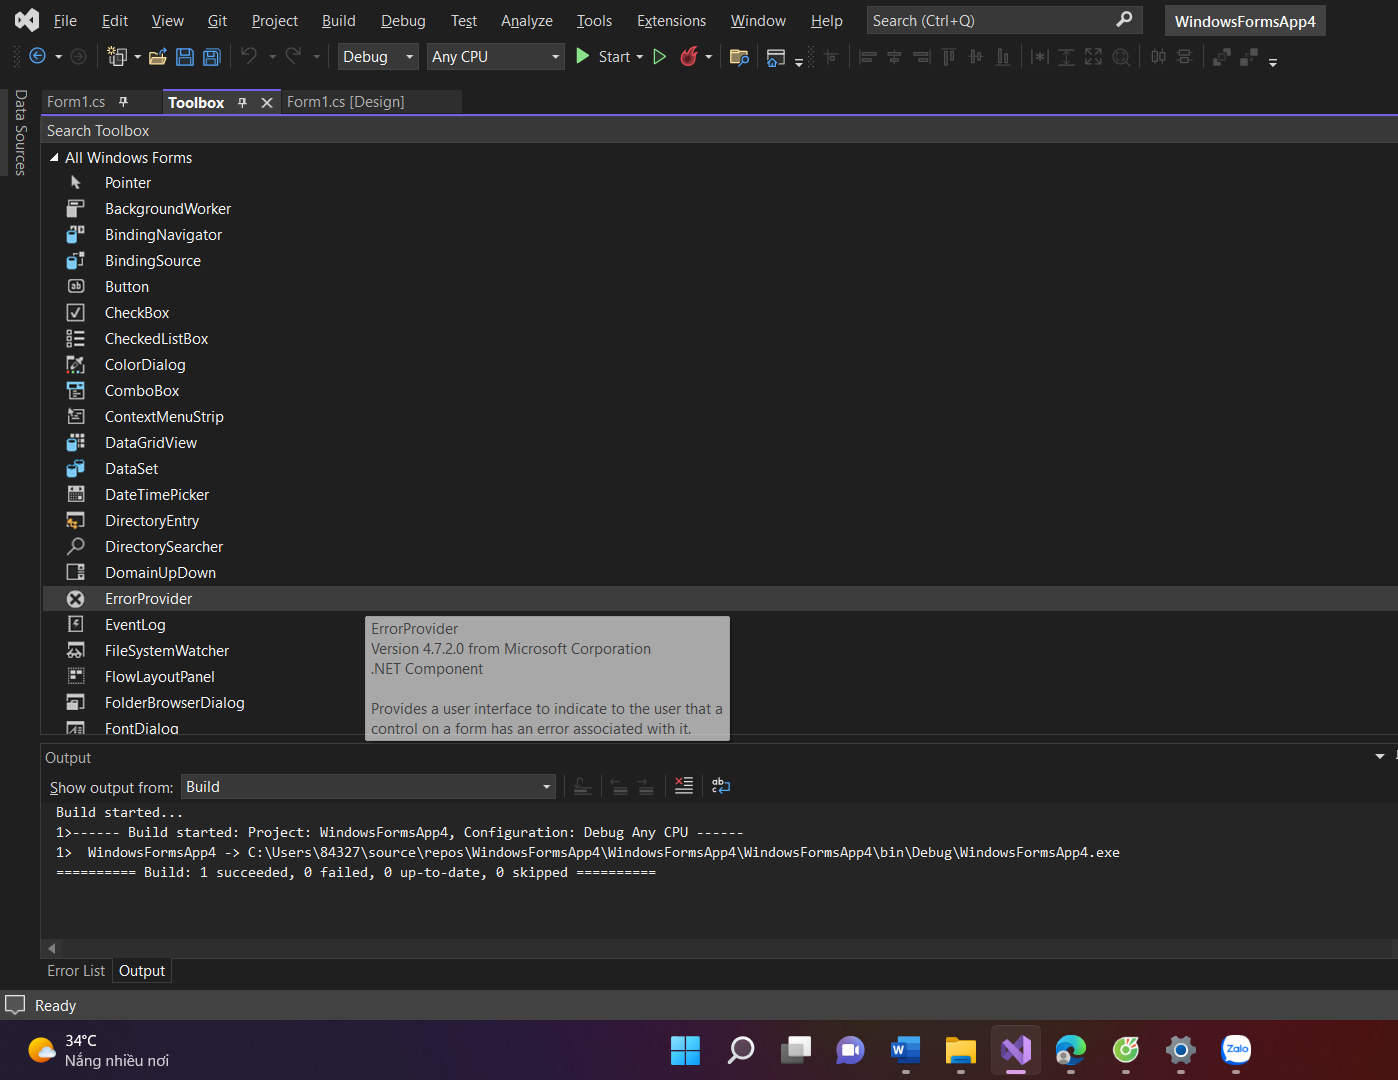 File Edit View Git Project Build Debug Test Analyze Tools Extensions Window Help Search (Ctrl+Q) WindowsFormsApp4
Debug Any CPU Start
Data Sources
Form1.cs Toolbox Form1.cs [Design]
Search Toolbox
All Windows Forms
Pointer
BackgroundWorker
BindingNavigator
BindingSource
Button
CheckBox
CheckedListBox
ColorDialog
ComboBox
ContextMenuStrip
DataGridView
DataSet
DateTimePicker
DirectoryEntry
DirectorySearcher
DomainUpDown
ErrorProvider
EventLog
FileSystemWatcher
FlowLayoutPanel
FolderBrowserDialog
FontDialog
ErrorProvider
Version 4.7.2.0 from Microsoft Corporation
.NET Component
Provides a user interface to indicate to the user that a
control on a form has an error associated with it.
Output
Show output from: Build
Build started...
1>------ Build started: Project: WindowsFormsApp4, Configuration: Debug Any CPU ------
1>  WindowsFormsApp4 -> C:\Users\84327\source\repos\WindowsFormsApp4\WindowsFormsApp4\WindowsFormsApp4\bin\Debug\WindowsFormsApp4.exe
========== Build: 1 succeeded, 0 failed, 0 up-to-date, 0 skipped ==========
Error List Output
Ready
34°C
Nắng nhiều nơi
Zalo